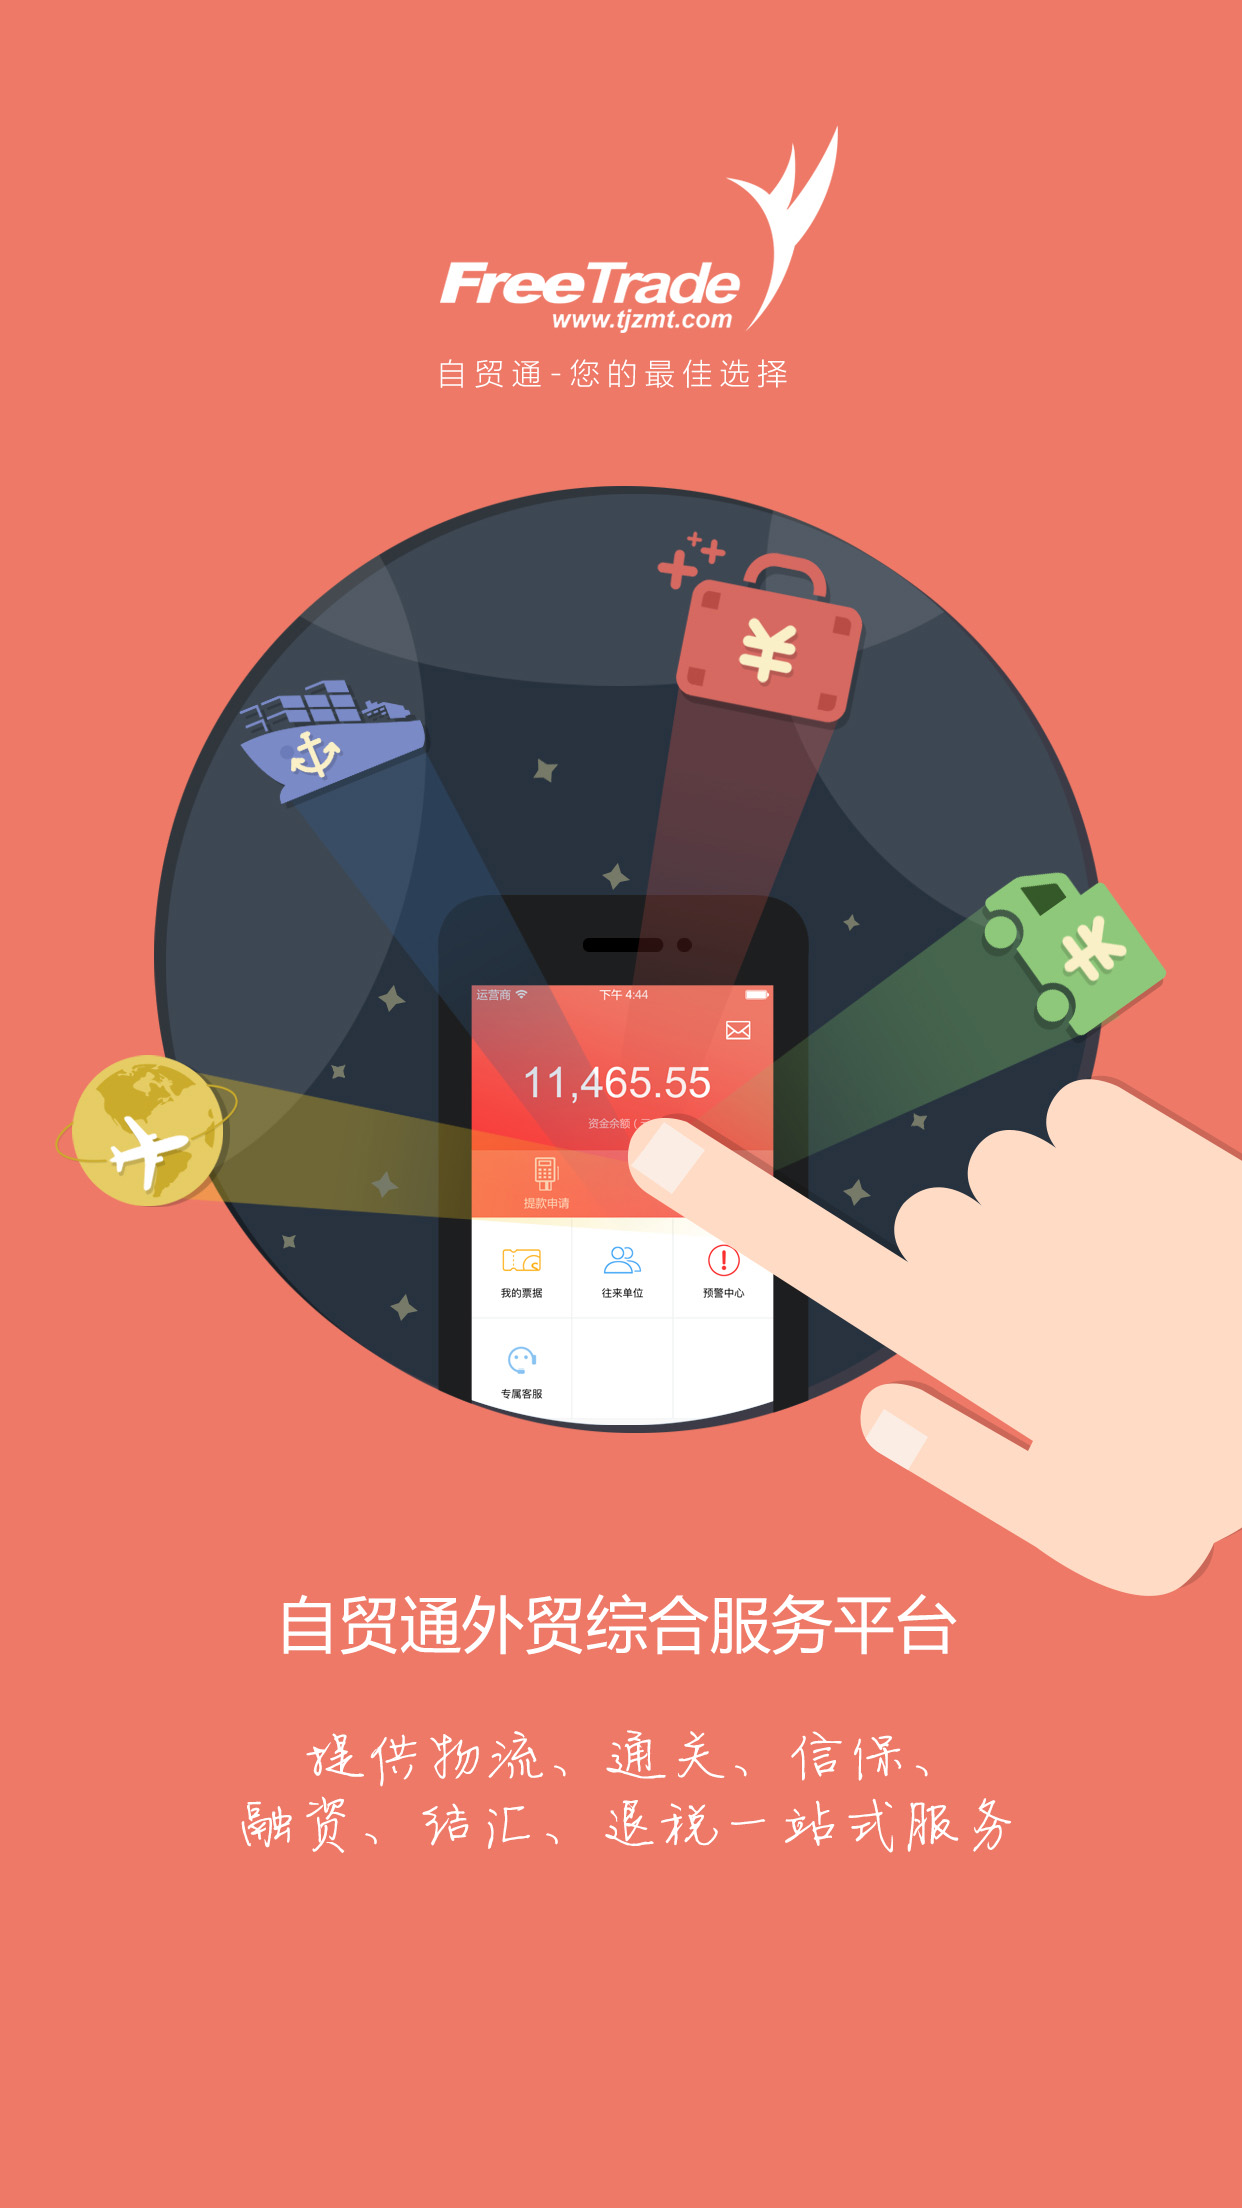 FreeTrade
www.tjzmt.com
自贸通-您的最佳选择
运营商 下午 4:44
11,465.55
资金余额
提款申请
我的票据 往来单位 预警中心
专属客服
自贸通外贸综合服务平台
提供物流、通关、信保、
融资、结汇、退税一站式服务